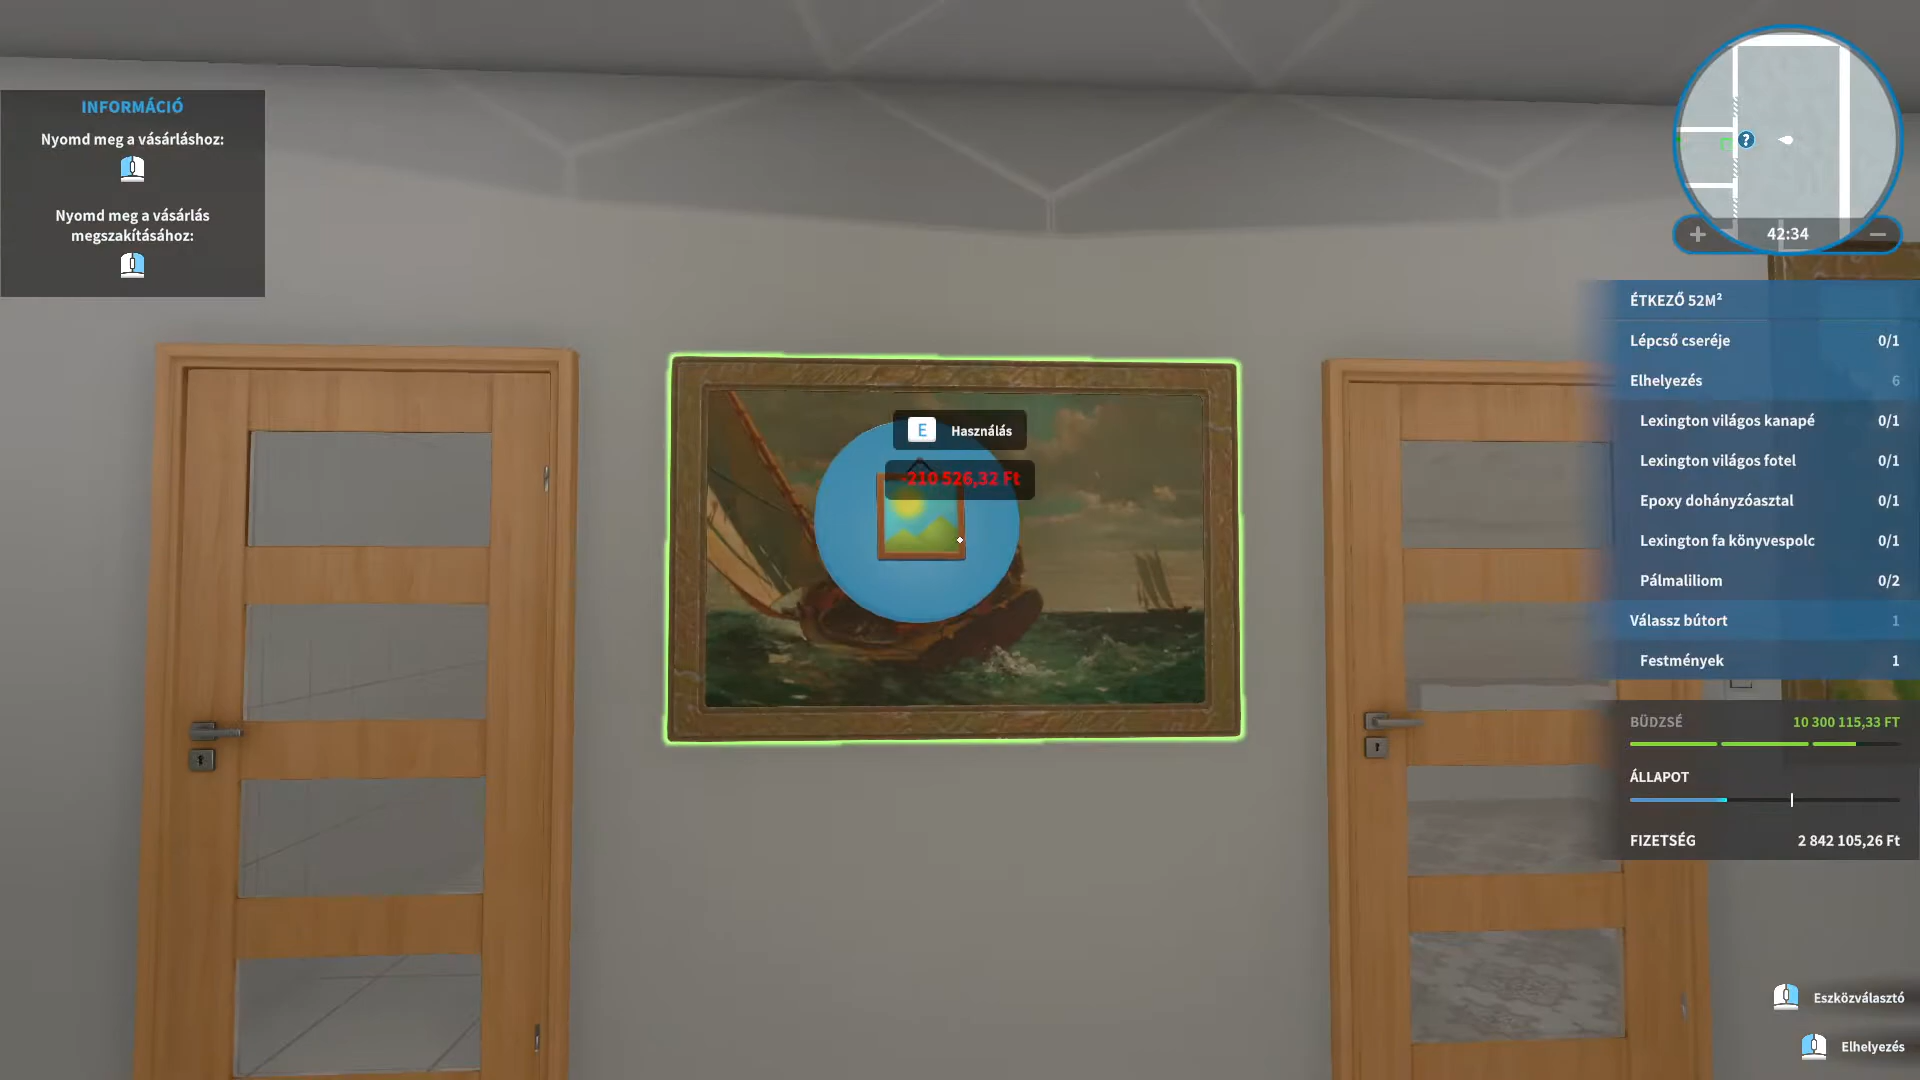 INFORMÁCIÓ
Nyomd meg a vásárláshoz:
Nyomd meg a vásárlás
megszakításához:
E Használás
-210 526,32 Ft
?
+ 42:34 −
ÉTKEZŐ 52M²
Lépcső cseréje 0/1
Elhelyezés 6
Lexington világos kanapé 0/1
Lexington világos fotel 0/1
Epoxy dohányzóasztal 0/1
Lexington fa könyvespolc 0/1
Pálmaliliom 0/2
Válassz bútort 1
Festmények 1
BÜDZSÉ 10 300 115,33 FT
ÁLLAPOT
FIZETSÉG 2 842 105,26 Ft
Eszközválasztó
Elhelyezés